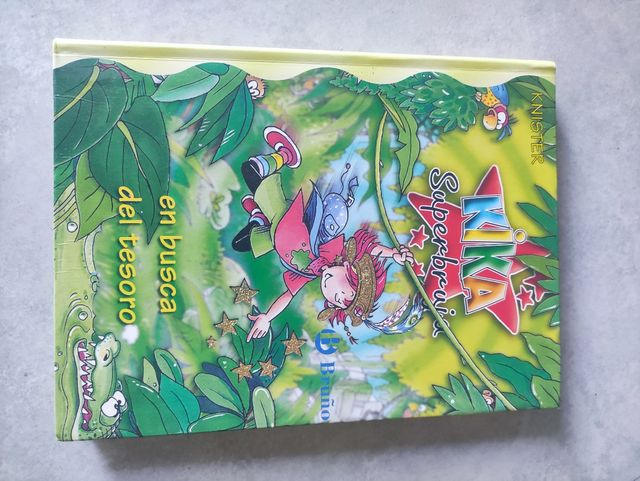 KNISTER
KIKA
Superbruja
en busca
del tesoro
Bruño